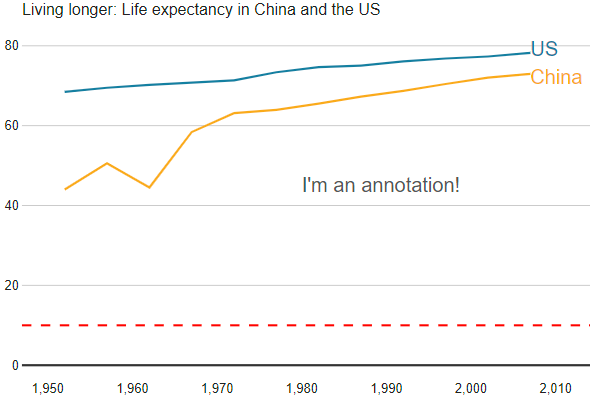 Living longer: Life expectancy in China and the US
80
US
China
60
I'm an annotation!
40
20
0
1,950 1,960 1,970 1,980 1,990 2,000 2,010